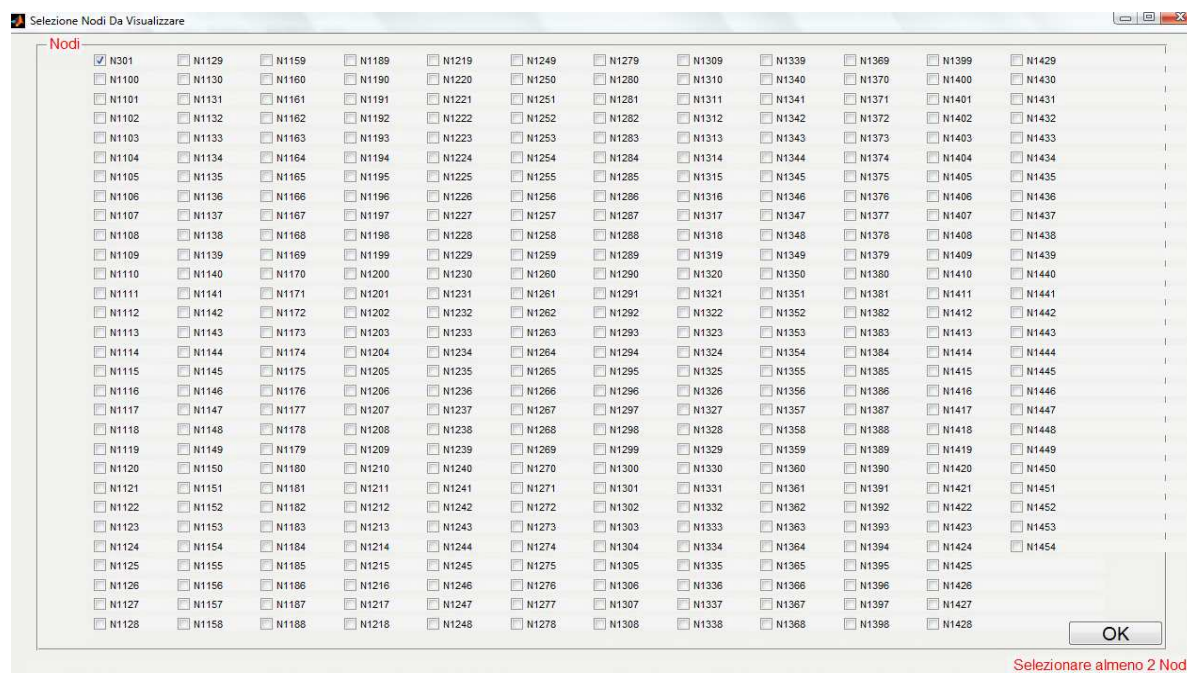 Selezione Nodi Da Visualizzare
Nodi
N301 N1129 N1159 N1189 N1219 N1249 N1279 N1309 N1339 N1369 N1399 N1429
N1100 N1130 N1160 N1190 N1220 N1250 N1280 N1310 N1340 N1370 N1400 N1430
N1101 N1131 N1161 N1191 N1221 N1251 N1281 N1311 N1341 N1371 N1401 N1431
N1102 N1132 N1162 N1192 N1222 N1252 N1282 N1312 N1342 N1372 N1402 N1432
N1103 N1133 N1163 N1193 N1223 N1253 N1283 N1313 N1343 N1373 N1403 N1433
N1104 N1134 N1164 N1194 N1224 N1254 N1284 N1314 N1344 N1374 N1404 N1434
N1105 N1135 N1165 N1195 N1225 N1255 N1285 N1315 N1345 N1375 N1405 N1435
N1106 N1136 N1166 N1196 N1226 N1256 N1286 N1316 N1346 N1376 N1406 N1436
N1107 N1137 N1167 N1197 N1227 N1257 N1287 N1317 N1347 N1377 N1407 N1437
N1108 N1138 N1168 N1198 N1228 N1258 N1288 N1318 N1348 N1378 N1408 N1438
N1109 N1139 N1169 N1199 N1229 N1259 N1289 N1319 N1349 N1379 N1409 N1439
N1110 N1140 N1170 N1200 N1230 N1260 N1290 N1320 N1350 N1380 N1410 N1440
N1111 N1141 N1171 N1201 N1231 N1261 N1291 N1321 N1351 N1381 N1411 N1441
N1112 N1142 N1172 N1202 N1232 N1262 N1292 N1322 N1352 N1382 N1412 N1442
N1113 N1143 N1173 N1203 N1233 N1263 N1293 N1323 N1353 N1383 N1413 N1443
N1114 N1144 N1174 N1204 N1234 N1264 N1294 N1324 N1354 N1384 N1414 N1444
N1115 N1145 N1175 N1205 N1235 N1265 N1295 N1325 N1355 N1385 N1415 N1445
N1116 N1146 N1176 N1206 N1236 N1266 N1296 N1326 N1356 N1386 N1416 N1446
N1117 N1147 N1177 N1207 N1237 N1267 N1297 N1327 N1357 N1387 N1417 N1447
N1118 N1148 N1178 N1208 N1238 N1268 N1298 N1328 N1358 N1388 N1418 N1448
N1119 N1149 N1179 N1209 N1239 N1269 N1299 N1329 N1359 N1389 N1419 N1449
N1120 N1150 N1180 N1210 N1240 N1270 N1300 N1330 N1360 N1390 N1420 N1450
N1121 N1151 N1181 N1211 N1241 N1271 N1301 N1331 N1361 N1391 N1421 N1451
N1122 N1152 N1182 N1212 N1242 N1272 N1302 N1332 N1362 N1392 N1422 N1452
N1123 N1153 N1183 N1213 N1243 N1273 N1303 N1333 N1363 N1393 N1423 N1453
N1124 N1154 N1184 N1214 N1244 N1274 N1304 N1334 N1364 N1394 N1424 N1454
N1125 N1155 N1185 N1215 N1245 N1275 N1305 N1335 N1365 N1395 N1425
N1126 N1156 N1186 N1216 N1246 N1276 N1306 N1336 N1366 N1396 N1426
N1127 N1157 N1187 N1217 N1247 N1277 N1307 N1337 N1367 N1397 N1427
N1128 N1158 N1188 N1218 N1248 N1278 N1308 N1338 N1368 N1398 N1428
OK
Selezionare almeno 2 Nod